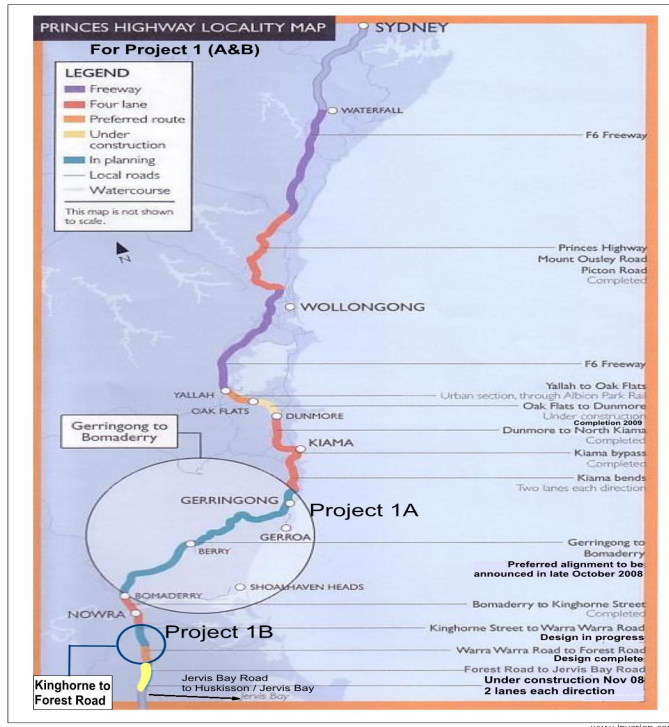 PRINCES HIGHWAY LOCALITY MAP
For Project 1 (A&B)
SYDNEY
LEGEND
Freeway
Four lane
Preferred route
Under
construction
In planning
Local roads
Watercourse
This map is not shown
to scale.
N
WATERFALL
F6 Freeway
Princes Highway
Mount Ousley Road
Picton Road
Completed
WOLLONGONG
F6 Freeway
YALLAH
OAK FLATS
DUNMORE
KIAMA
Yallah to Oak Flats
Urban section, through Albion Park Rail
Oak Flats to Dunmore
Under construction
Completion 2009
Dunmore to North Kiama
Completed
Kiama bypass
Completed
Kiama bends
Two lanes each direction
Gerringong to
Bomaderry
GERRINGONG
Project 1A
GERROA
BERRY
Gerringong to
Bomaderry
Preferred alignment to be
announced in late October 2008
SHOALHAVEN HEADS
BOMADERRY
NOWRA
Bomaderry to Kinghorne Street
Completed
Project 1B
Kinghorne Street to Warra Warra Road
Design in progress
Warra Warra Road to Forest Road
Design complete
Forest Road to Jervis Bay Road
Under construction Nov 08
2 lanes each direction
Kinghorne to
Forest Road
Jervis Bay Road
to Huskisson / Jervis Bay
Jervis Bay